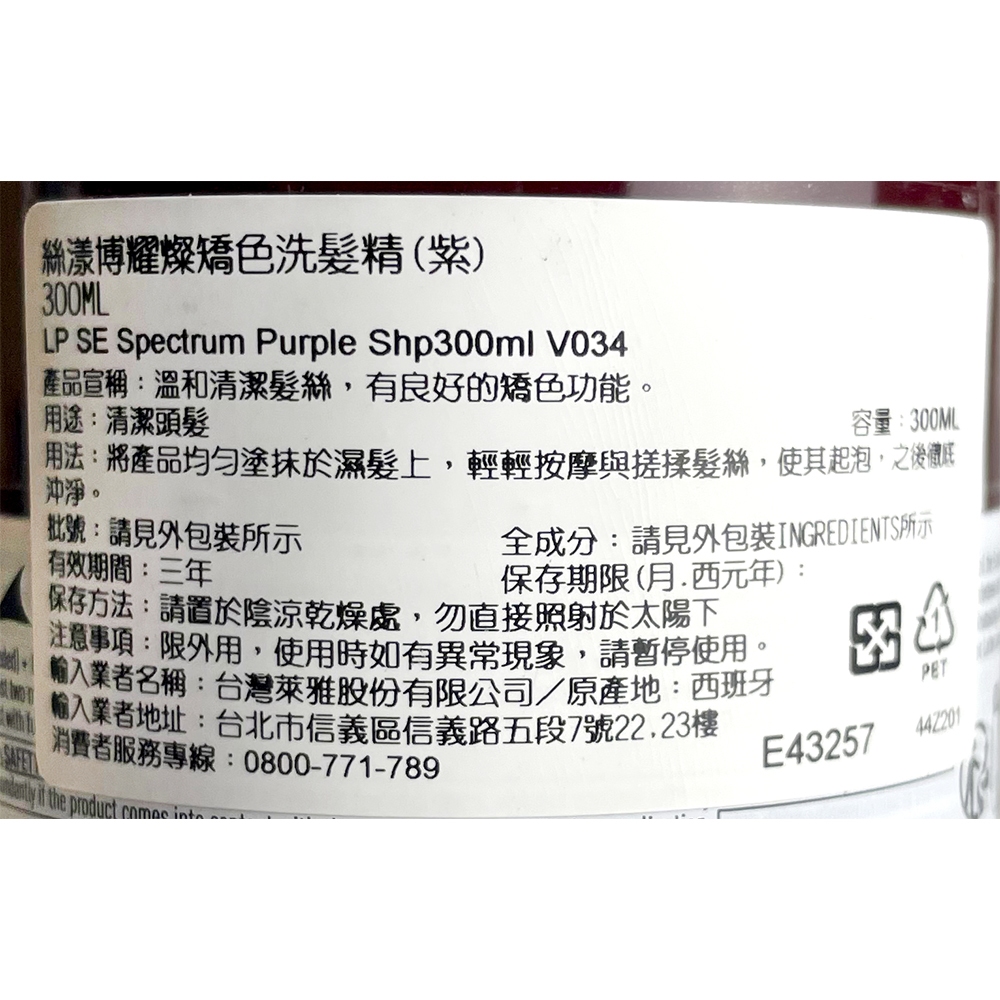 絲漾博耀燦矯色洗髮精(紫)
300ML
LP SE Spectrum Purple Shp300ml V034
產品宣稱：溫和清潔髮絲，有良好的矯色功能。
用途：清潔頭髮 容量：300ML
用法：將產品均勻塗抹於濕髮上，輕輕按摩與搓揉髮絲，使其起泡，之後徹底
沖淨。
批號：請見外包裝所示 全成分：請見外包裝INGREDIENTS所示
有效期間：三年 保存期限(月.西元年)：
保存方法：請置於陰涼乾燥處，勿直接照射於太陽下
注意事項：限外用，使用時如有異常現象，請暫停使用。
輸入業者名稱：台灣萊雅股份有限公司／原產地：西班牙
輸入業者地址：台北市信義區信義路五段7號22.23樓
消費者服務專線：0800-771-789
1
PET
E43257
44Z201
SAFET
if the product comes into